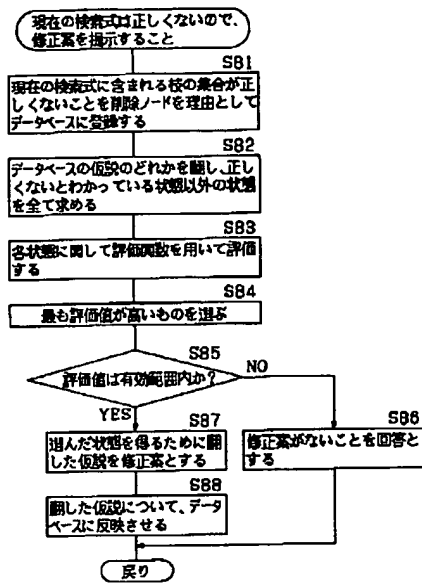 現在の検索式は正しくないので、
修正案を提示すること
S81
現在の検索式に含まれる枝の集合が正
しくないことを削除ノードを理由として
データベースに登録する
S82
データベースの仮説のどれかを翻し、正し
くないとわかっている状態以外の状態
を全て求める
S83
各状態に関して評価関数を用いて評価
する
S84
最も評価値が高いものを選ぶ
S85
評価値は有効範囲内か?
NO
YES
S87
選んだ状態を得るために翻
した仮説を修正案とする
S86
修正案がないことを回答と
する
S88
翻した仮説について、データ
ベースに反映させる
戻り